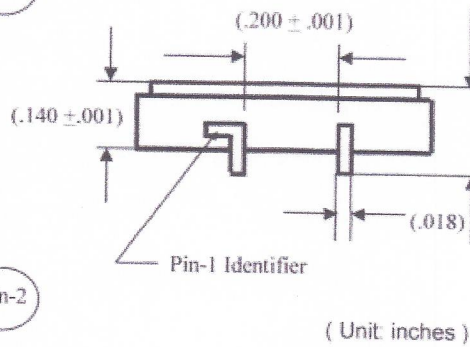 (.200 ± .001)
(.140 ±.001)
(.018)
Pin-1 Identifier
n-2
( Unit: inches )